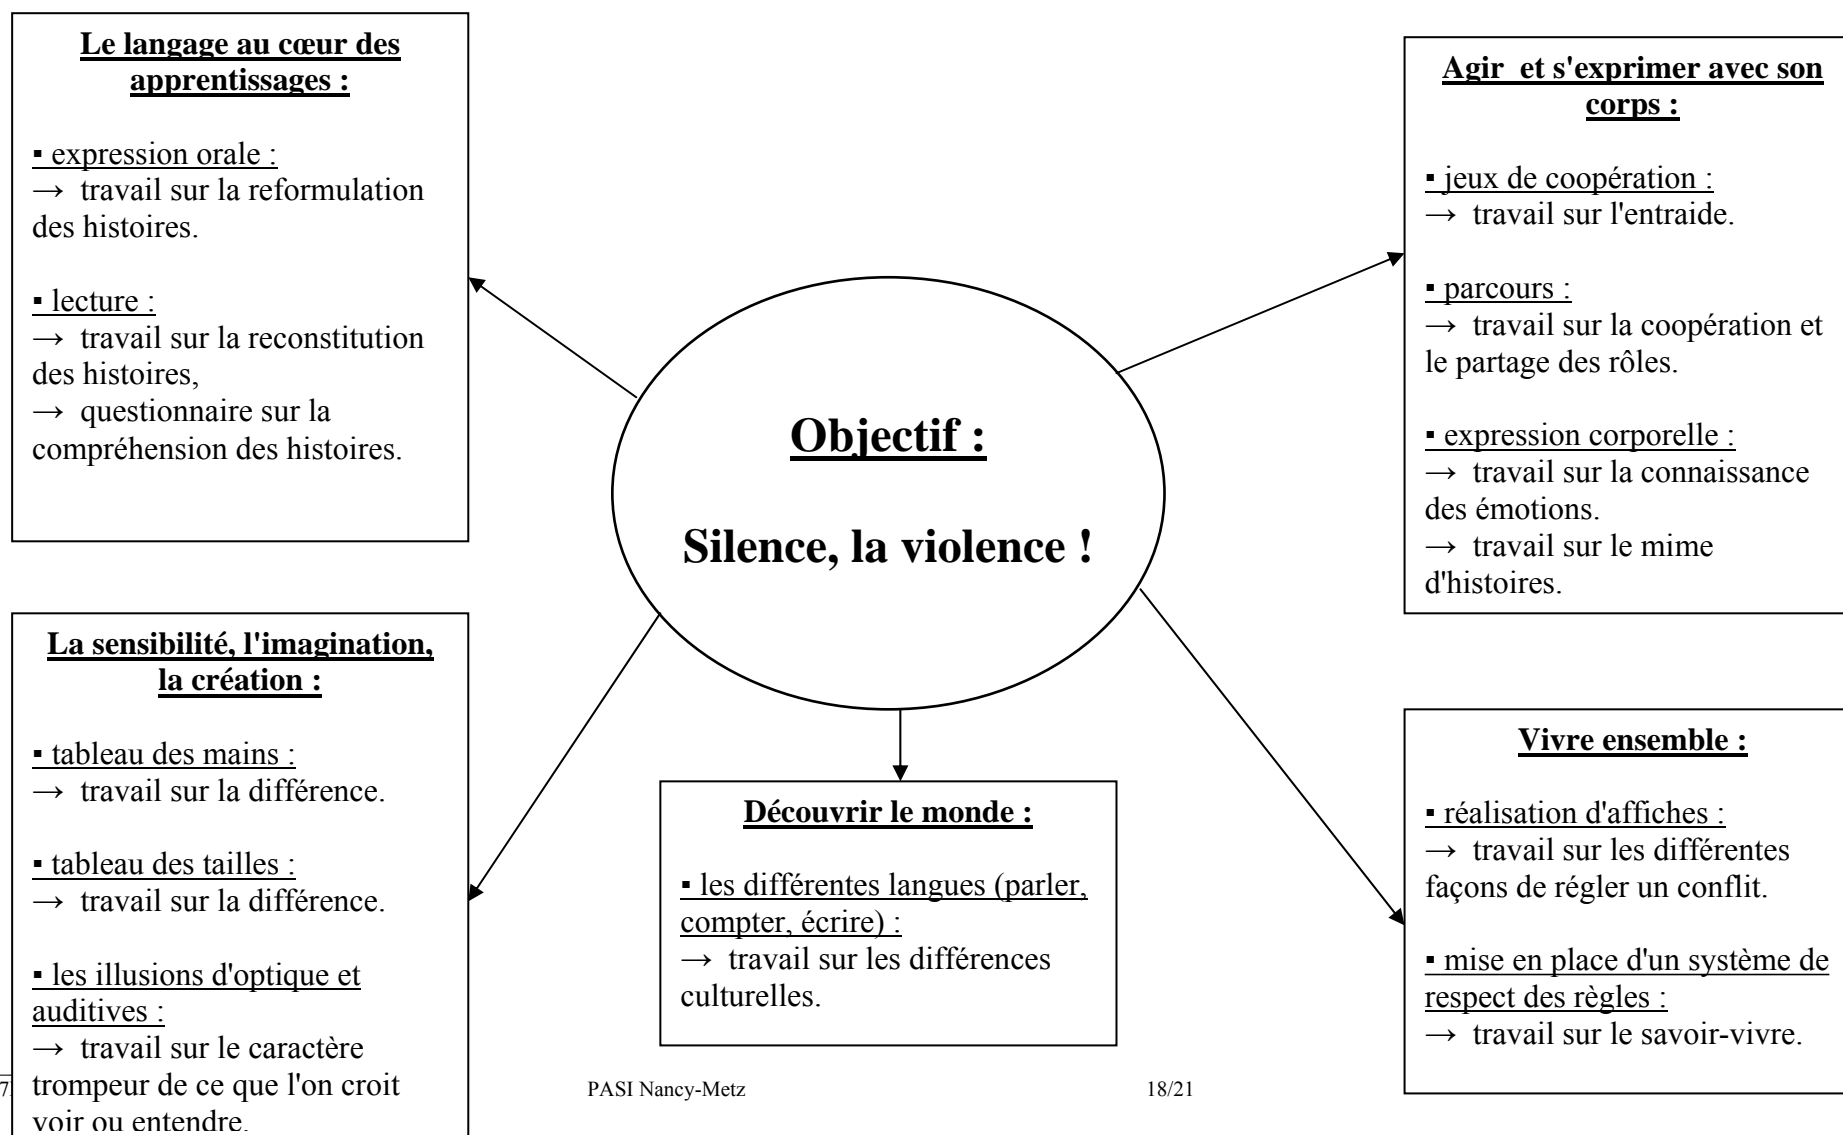 Le langage au cœur des
apprentissages :
▪ expression orale :
→ travail sur la reformulation
des histoires.
▪ lecture :
→ travail sur la reconstitution
des histoires,
→ questionnaire sur la
compréhension des histoires.
Agir et s'exprimer avec son
corps :
▪ jeux de coopération :
→ travail sur l'entraide.
▪ parcours :
→ travail sur la coopération et
le partage des rôles.
▪ expression corporelle :
→ travail sur la connaissance
des émotions.
→ travail sur le mime
d'histoires.
Objectif :
Silence, la violence !
La sensibilité, l'imagination,
la création :
▪ tableau des mains :
→ travail sur la différence.
▪ tableau des tailles :
→ travail sur la différence.
▪ les illusions d'optique et
auditives :
→ travail sur le caractère
trompeur de ce que l'on croit
voir ou entendre.
Découvrir le monde :
▪ les différentes langues (parler,
compter, écrire) :
→ travail sur les différences
culturelles.
Vivre ensemble :
▪ réalisation d'affiches :
→ travail sur les différentes
façons de régler un conflit.
▪ mise en place d'un système de
respect des règles :
→ travail sur le savoir-vivre.
7
PASI Nancy-Metz
18/21